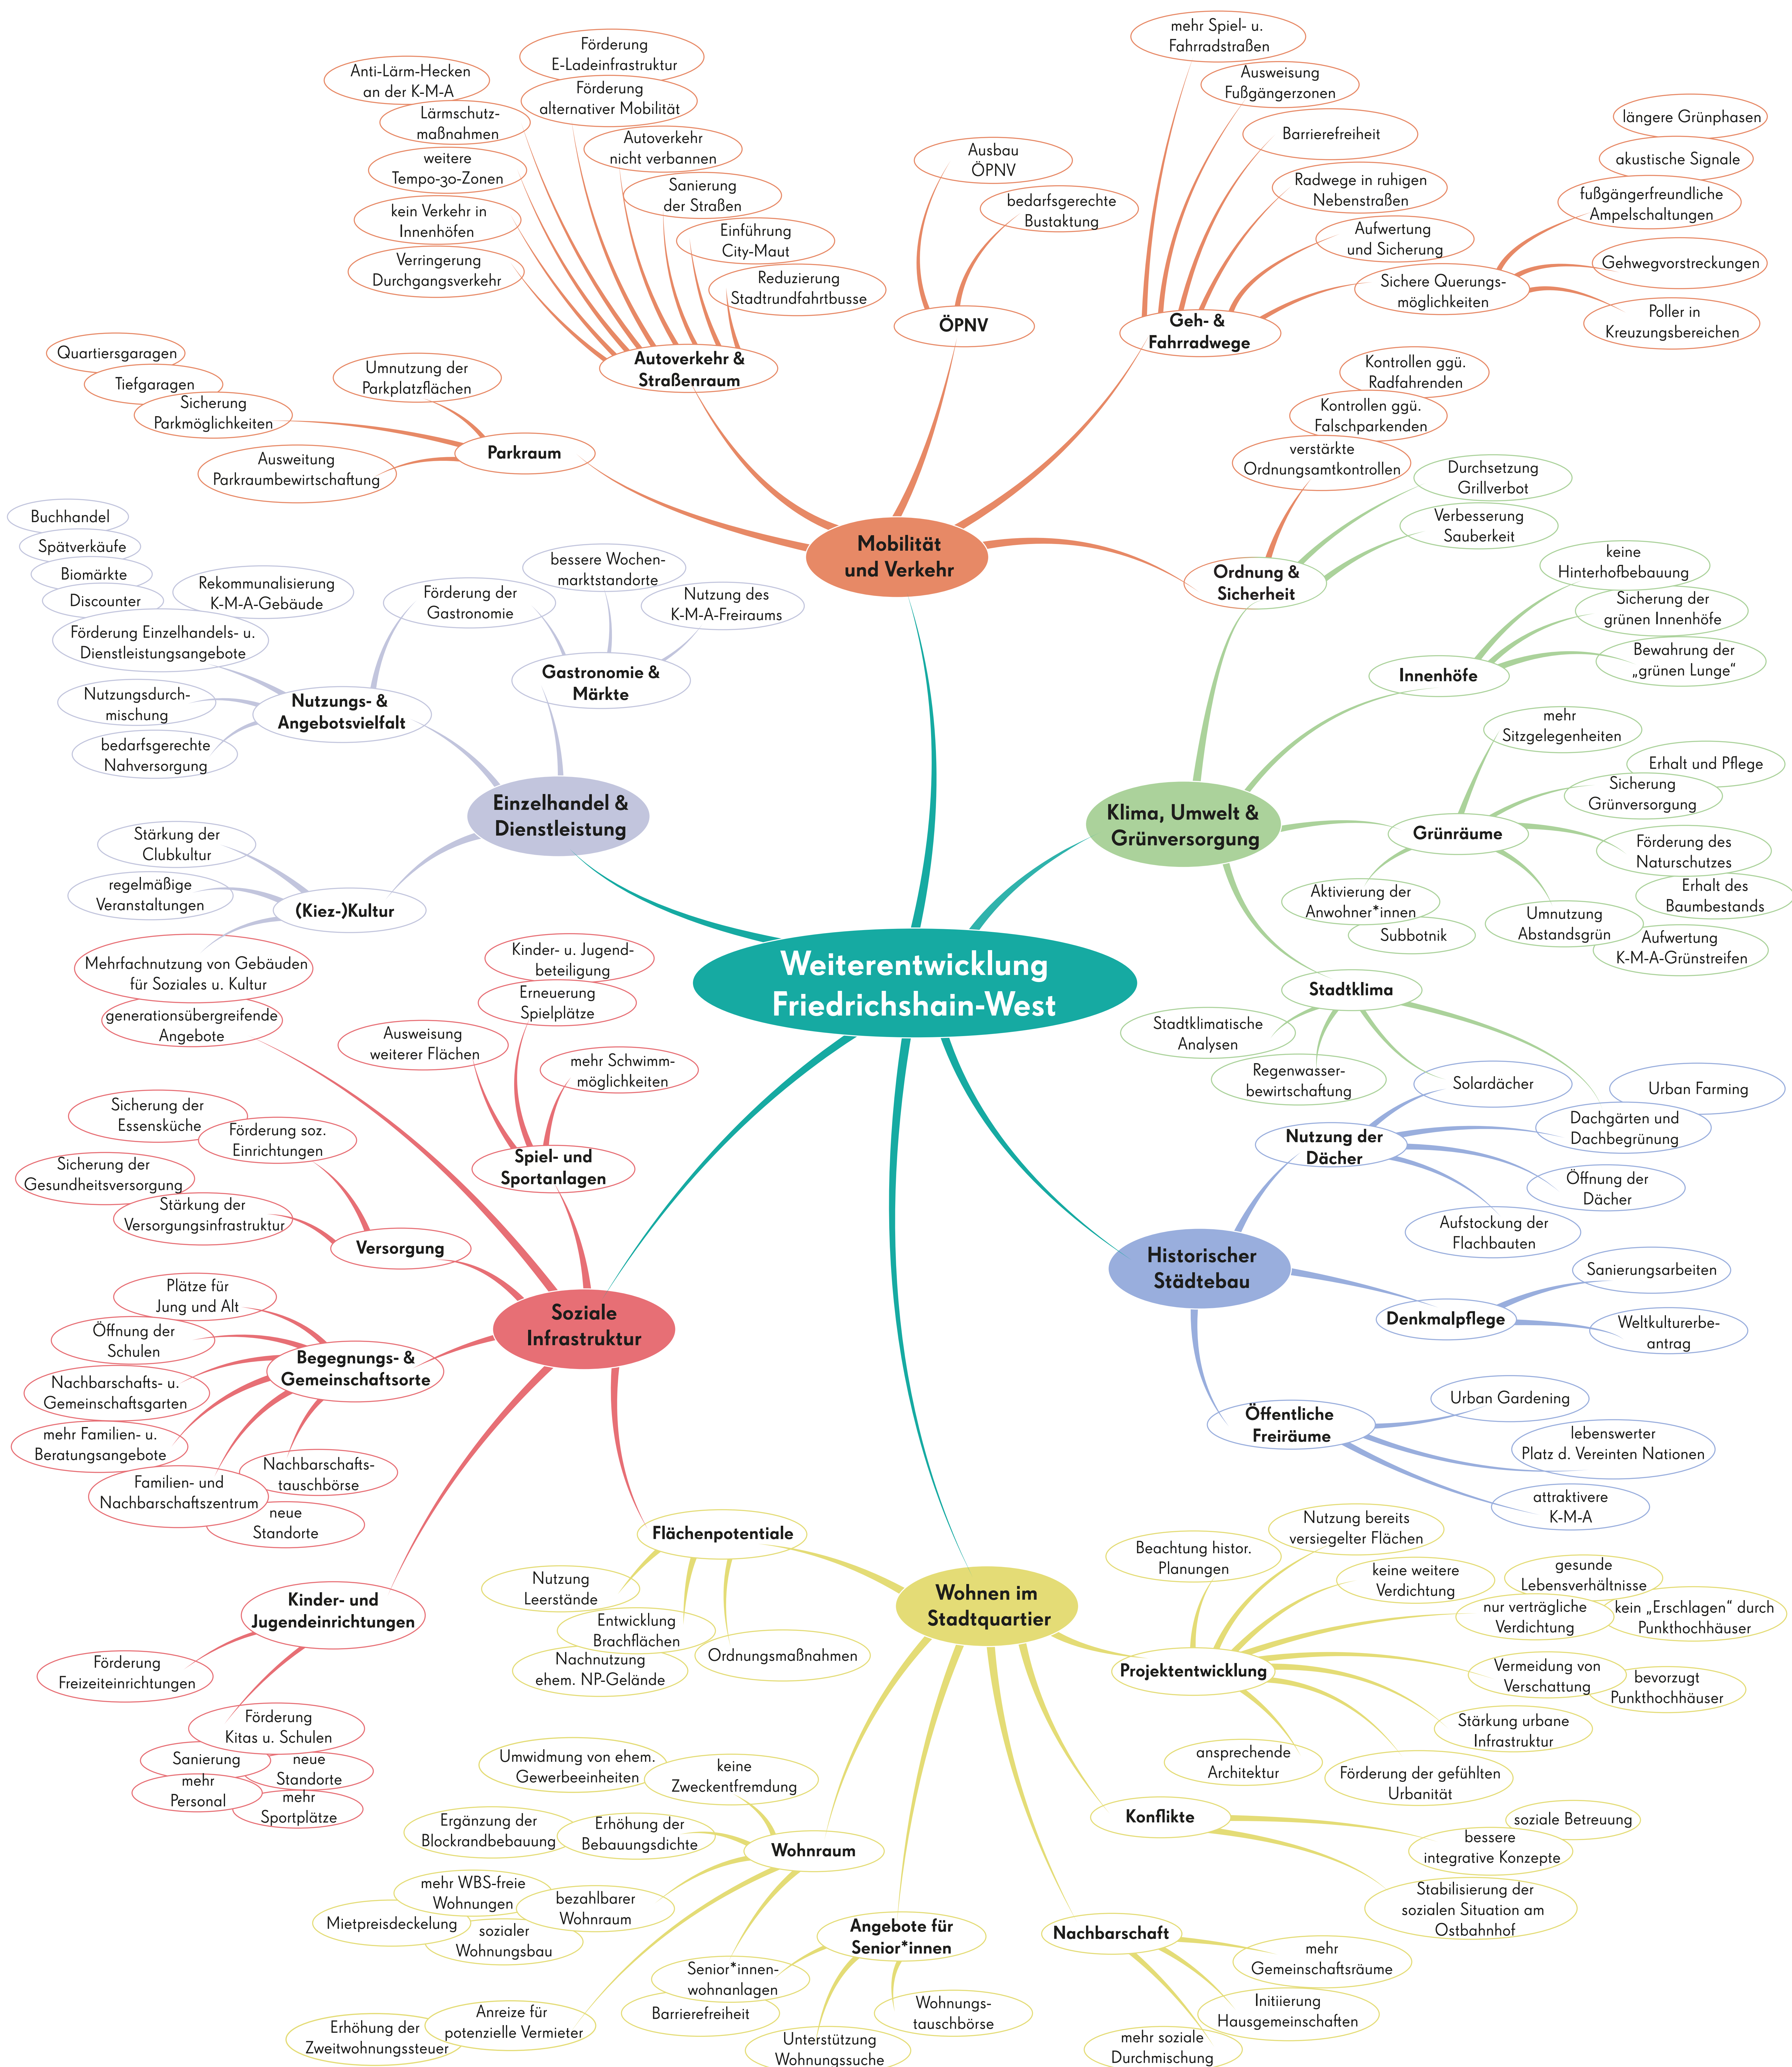 Weiterentwicklung
Friedrichshain-West
Mobilität
und Verkehr
Parkraum
Quartiersgaragen
Tiefgaragen
Sicherung
Parkmöglichkeiten
Umnutzung der
Parkplatzflächen
Ausweitung
Parkraumbewirtschaftung
Autoverkehr &
Straßenraum
Anti-Lärm-Hecken
an der K-M-A
Lärmschutz-
maßnahmen
weitere
Tempo-30-Zonen
kein Verkehr in
Innenhöfen
Verringerung
Durchgangsverkehr
Förderung
E-Ladeinfrastruktur
Förderung
alternativer Mobilität
Autoverkehr
nicht verbannen
Sanierung
der Straßen
Einführung
City-Maut
Reduzierung
Stadtrundfahrtbusse
ÖPNV
Ausbau
ÖPNV
bedarfsgerechte
Bustaktung
Geh- &
Fahrradwege
mehr Spiel- u.
Fahrradstraßen
Ausweisung
Fußgängerzonen
Barrierefreiheit
Radwege in ruhigen
Nebenstraßen
Aufwertung
und Sicherung
Sichere Querungs-
möglichkeiten
längere Grünphasen
akustische Signale
fußgängerfreundliche
Ampelschaltungen
Gehwegvorstreckungen
Poller in
Kreuzungsbereichen
Ordnung &
Sicherheit
Kontrollen ggü.
Radfahrenden
Kontrollen ggü.
Falschparkenden
verstärkte
Ordnungsamtkontrollen
Durchsetzung
Grillverbot
Verbesserung
Sauberkeit
Klima, Umwelt &
Grünversorgung
Innenhöfe
keine
Hinterhofbebauung
Sicherung der
grünen Innenhöfe
Bewahrung der
„grünen Lunge“
Grünräume
mehr
Sitzgelegenheiten
Erhalt und Pflege
Sicherung
Grünversorgung
Förderung des
Naturschutzes
Erhalt des
Baumbestands
Umnutzung
Abstandsgrün
Aufwertung
K-M-A-Grünstreifen
Aktivierung der
Anwohner*innen
Subbotnik
Stadtklima
Stadtklimatische
Analysen
Regenwasser-
bewirtschaftung
Solardächer
Dachgärten und
Dachbegrünung
Urban Farming
Historischer
Städtebau
Nutzung der
Dächer
Öffnung der
Dächer
Aufstockung der
Flachbauten
Denkmalpflege
Sanierungsarbeiten
Weltkulturerbe-
antrag
Öffentliche
Freiräume
Urban Gardening
lebenswerter
Platz d. Vereinten Nationen
attraktivere
K-M-A
Wohnen im
Stadtquartier
Projektentwicklung
Beachtung histor.
Planungen
Nutzung bereits
versiegelter Flächen
keine weitere
Verdichtung
gesunde
Lebensverhältnisse
nur verträgliche
Verdichtung
kein „Erschlagen“ durch
Punkthochhäuser
Vermeidung von
Verschattung
bevorzugt
Punkthochhäuser
Stärkung urbane
Infrastruktur
Förderung der gefühlten
Urbanität
ansprechende
Architektur
Konflikte
soziale Betreuung
bessere
integrative Konzepte
Stabilisierung der
sozialen Situation am
Ostbahnhof
Nachbarschaft
mehr
Gemeinschaftsräume
Initiierung
Hausgemeinschaften
mehr soziale
Durchmischung
Angebote für
Senior*innen
Wohnungs-
tauschbörse
Unterstützung
Wohnungssuche
Senior*innen-
wohnanlagen
Barrierefreiheit
Wohnraum
Umwidmung von ehem.
Gewerbeeinheiten
keine
Zweckentfremdung
Ergänzung der
Blockrandbebauung
Erhöhung der
Bebauungsdichte
mehr WBS-freie
Wohnungen
Mietpreisdeckelung
sozialer
Wohnungsbau
bezahlbarer
Wohnraum
Anreize für
potenzielle Vermieter
Erhöhung der
Zweitwohnungssteuer
Flächenpotentiale
Nutzung
Leerstände
Entwicklung
Brachflächen
Nachnutzung
ehem. NP-Gelände
Ordnungsmaßnahmen
Soziale
Infrastruktur
Spiel- und
Sportanlagen
Kinder- u. Jugend-
beteiligung
Erneuerung
Spielplätze
Ausweisung
weiterer Flächen
mehr Schwimm-
möglichkeiten
Mehrfachnutzung von Gebäuden
für Soziales u. Kultur
generationsübergreifende
Angebote
Versorgung
Sicherung der
Essensküche
Förderung soz.
Einrichtungen
Sicherung der
Gesundheitsversorgung
Stärkung der
Versorgungsinfrastruktur
Begegnungs- &
Gemeinschaftsorte
Plätze für
Jung und Alt
Öffnung der
Schulen
Nachbarschafts- u.
Gemeinschaftsgarten
mehr Familien- u.
Beratungsangebote
Familien- und
Nachbarschaftszentrum
Nachbarschafts-
tauschbörse
neue
Standorte
Kinder- und
Jugendeinrichtungen
Förderung
Freizeiteinrichtungen
Förderung
Kitas u. Schulen
Sanierung
neue
Standorte
mehr
Personal
mehr
Sportplätze
Einzelhandel &
Dienstleistung
Nutzungs- &
Angebotsvielfalt
Buchhandel
Spätverkäufe
Biomärkte
Discounter
Rekommunalisierung
K-M-A-Gebäude
Förderung Einzelhandels- u.
Dienstleistungsangebote
Nutzungsdurch-
mischung
bedarfsgerechte
Nahversorgung
Förderung der
Gastronomie
Gastronomie &
Märkte
bessere Wochen-
marktstandorte
Nutzung des
K-M-A-Freiraums
(Kiez-)Kultur
Stärkung der
Clubkultur
regelmäßige
Veranstaltungen